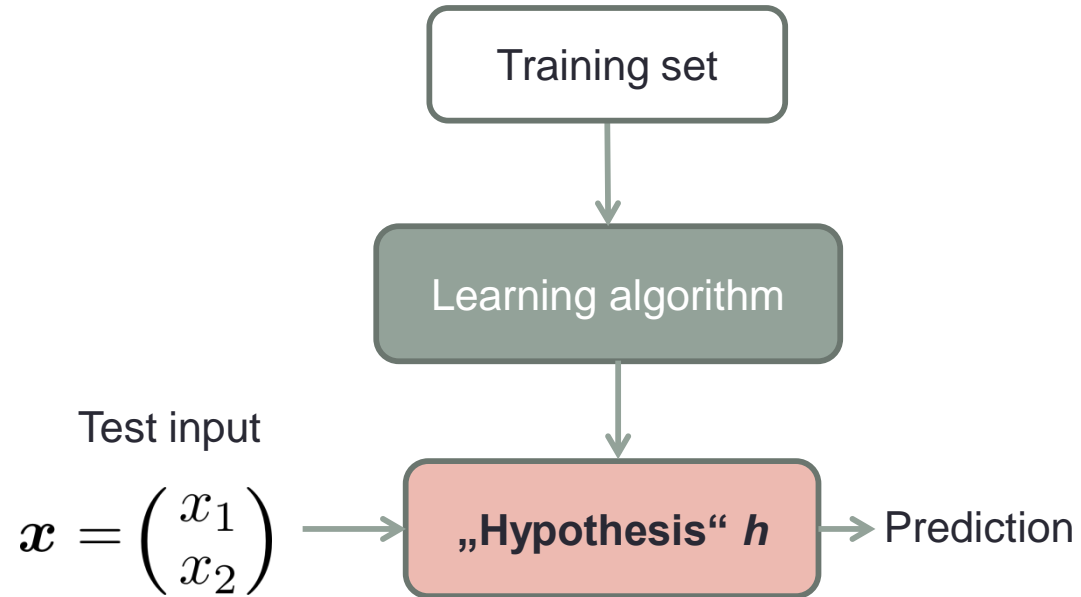 Training set
Learning algorithm
Test input
x = (x1 x2)
„Hypothesis“ h
Prediction